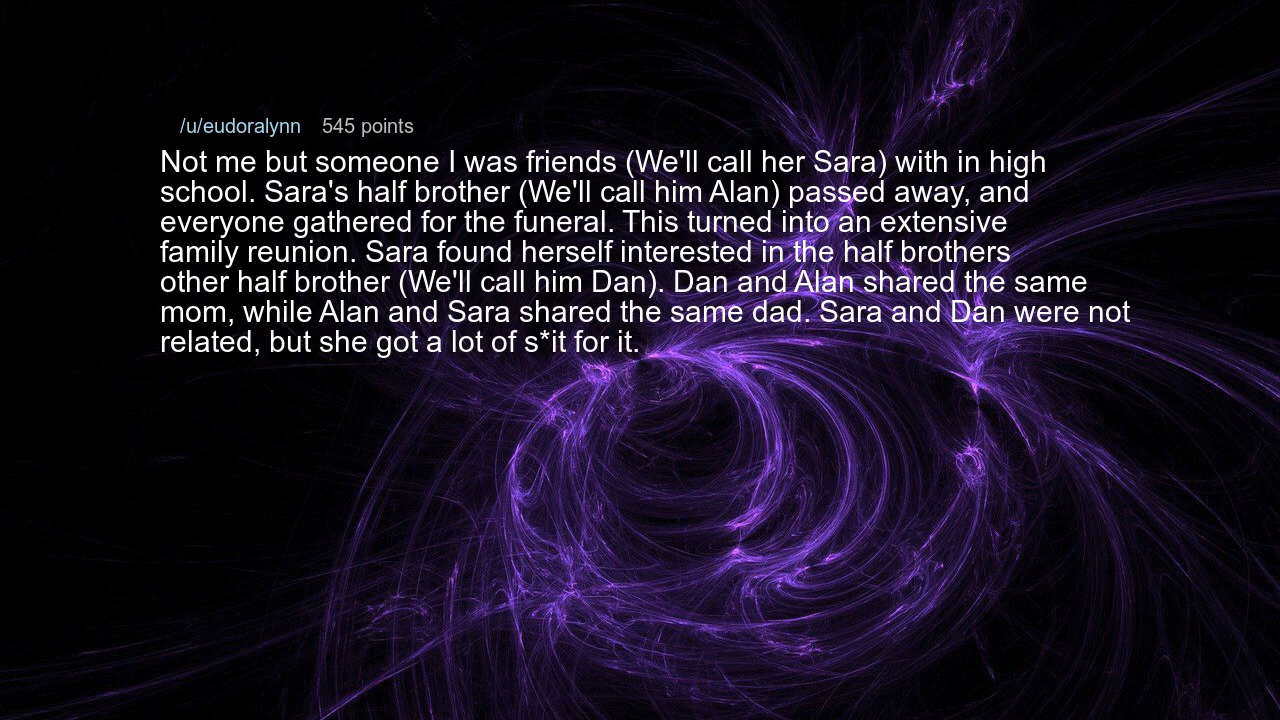 /u/eudoralynn 545 points
Not me but someone I was friends (We'll call her Sara) with in high
school. Sara's half brother (We'll call him Alan) passed away, and
everyone gathered for the funeral. This turned into an extensive
family reunion. Sara found herself interested in the half brothers
other half brother (We'll call him Dan). Dan and Alan shared the same
mom, while Alan and Sara shared the same dad. Sara and Dan were not
related, but she got a lot of s*it for it.